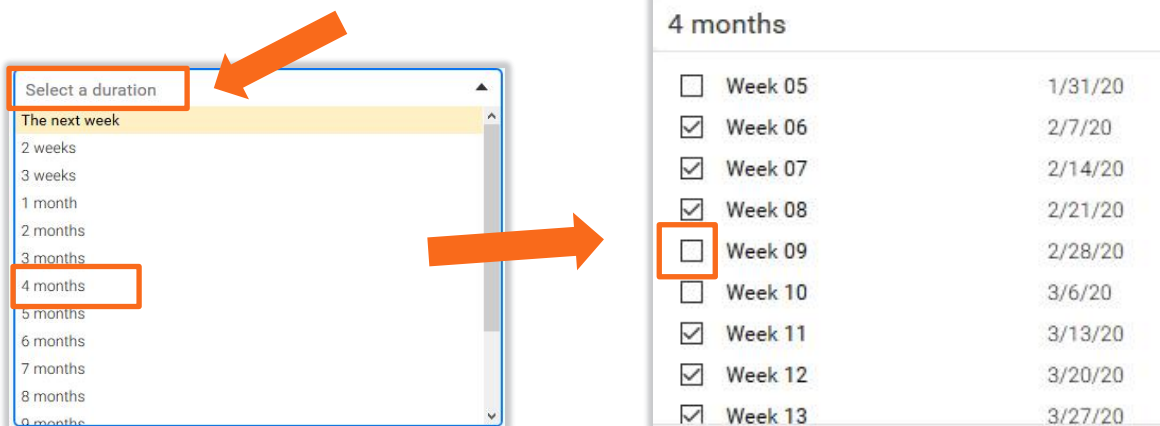 Select a duration
The next week
2 weeks
3 weeks
1 month
2 months
3 months
4 months
5 months
6 months
7 months
8 months
9 months
4 months
Week 05 1/31/20
Week 06 2/7/20
Week 07 2/14/20
Week 08 2/21/20
Week 09 2/28/20
Week 10 3/6/20
Week 11 3/13/20
Week 12 3/20/20
Week 13 3/27/20